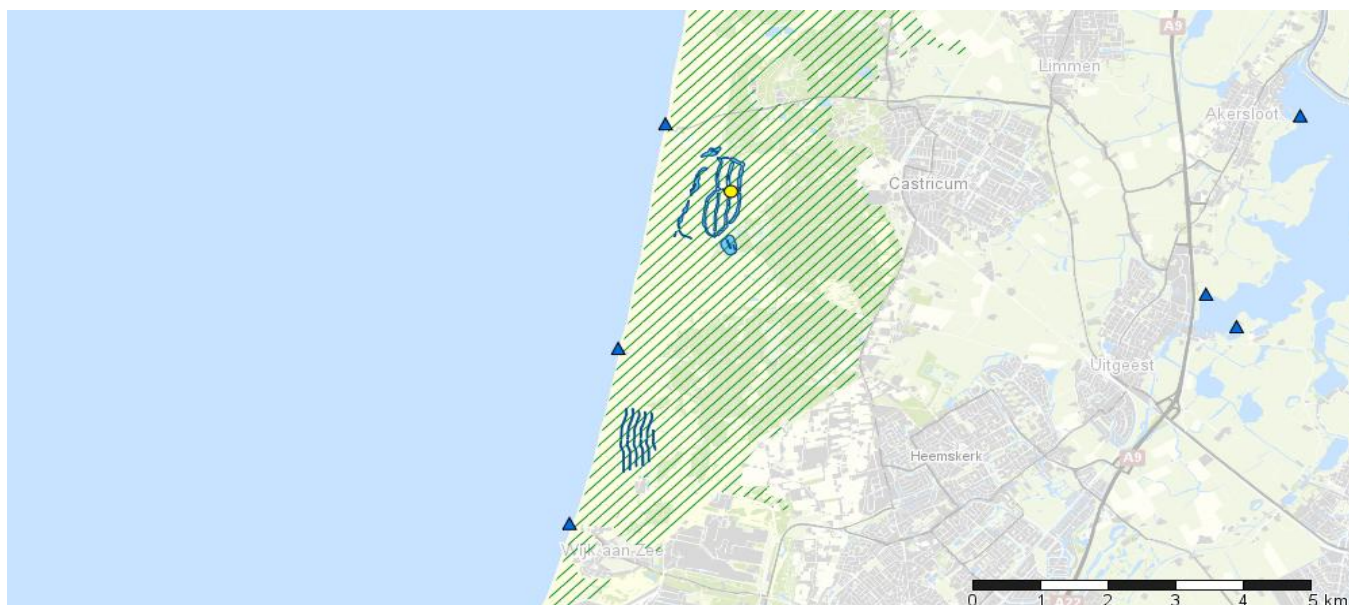 A9
Limmen
Akersloot
Castricum
Uitgeest
Heemskerk
A9
Wijk aan Zee
A22
0 1 2 3 4 5 km